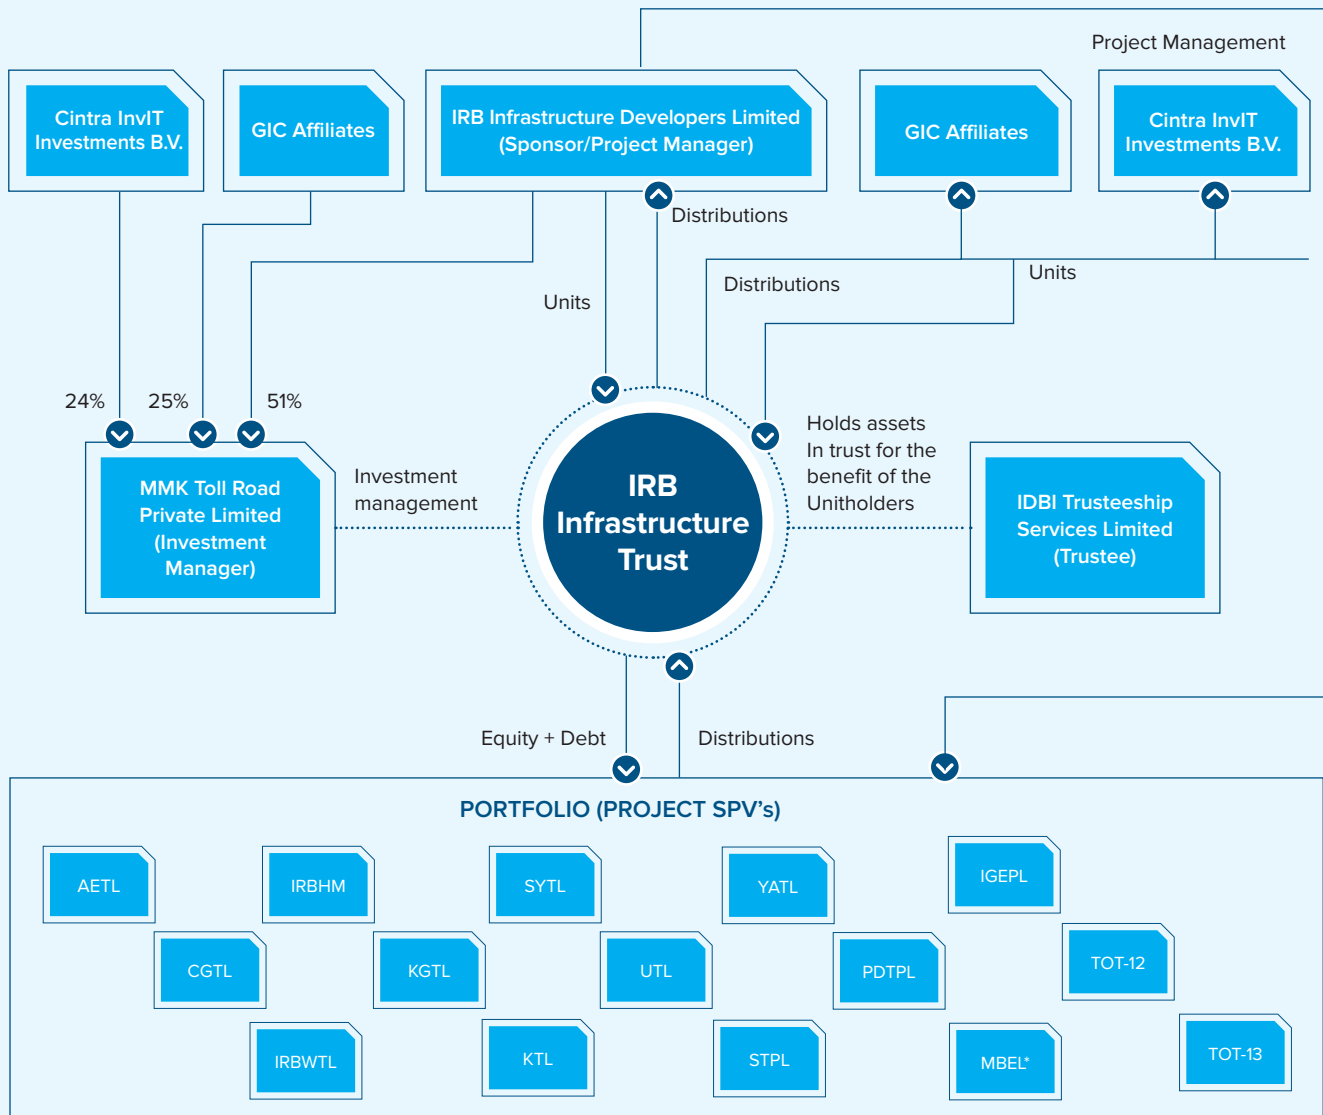 Project Management
Cintra InvIT
Investments B.V.
GIC Affiliates
IRB Infrastructure Developers Limited
(Sponsor/Project Manager)
GIC Affiliates
Cintra InvIT
Investments B.V.
Distributions
Units
Distributions
Units
24%
25%
51%
MMK Toll Road
Private Limited
(Investment
Manager)
Investment
management
IRB
Infrastructure
Trust
Holds assets
In trust for the
benefit of the
Unitholders
IDBI Trusteeship
Services Limited
(Trustee)
Equity + Debt
Distributions
PORTFOLIO (PROJECT SPV's)
AETL
IRBHM
SYTL
YATL
IGEPL
CGTL
KGTL
UTL
PDTPL
TOT-12
IRBWTL
KTL
STPL
MBEL*
TOT-13